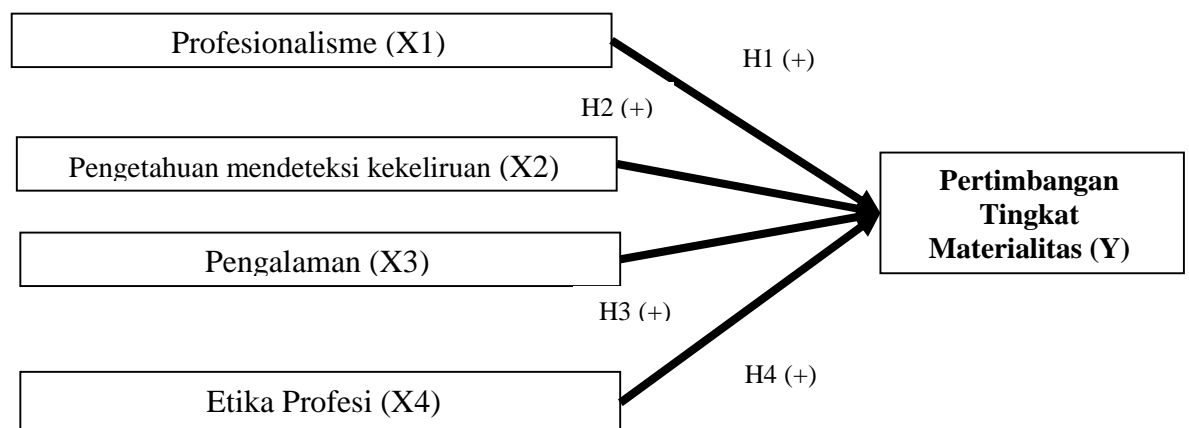 Profesionalisme (X1)
H1 (+)
H2 (+)
Pengetahuan mendeteksi kekeliruan (X2)
Pertimbangan
Tingkat
Materialitas (Y)
Pengalaman (X3)
H3 (+)
H4 (+)
Etika Profesi (X4)